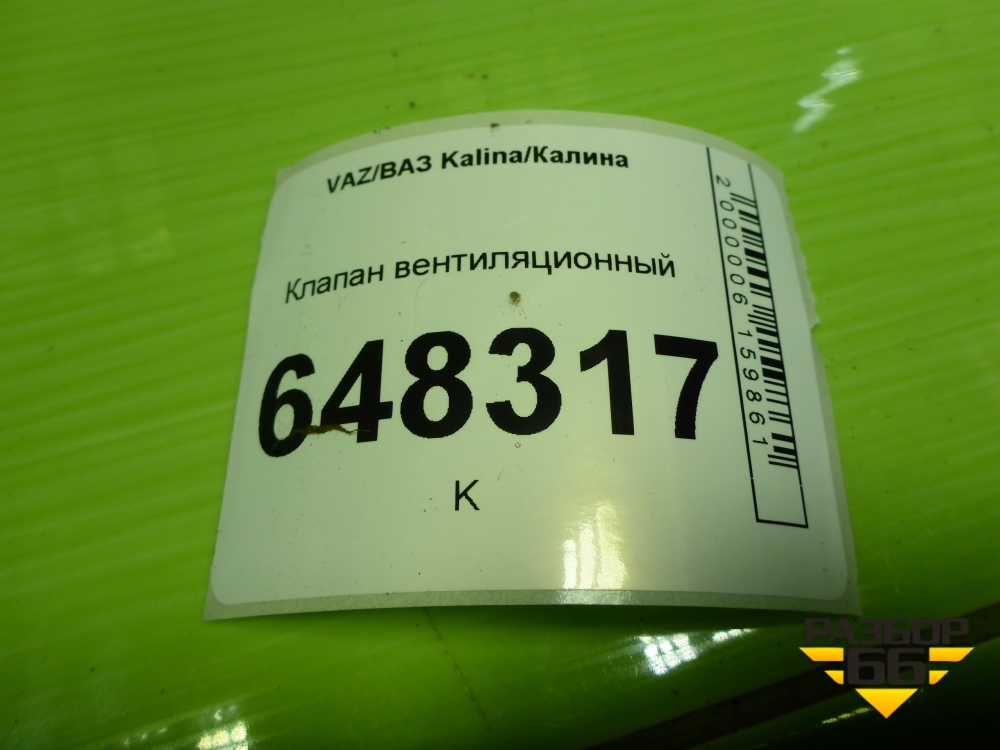 VAZ/ВАЗ Kalina/Калина
Клапан вентиляционный
648317
К
2000006159861
РАЗБОР
66